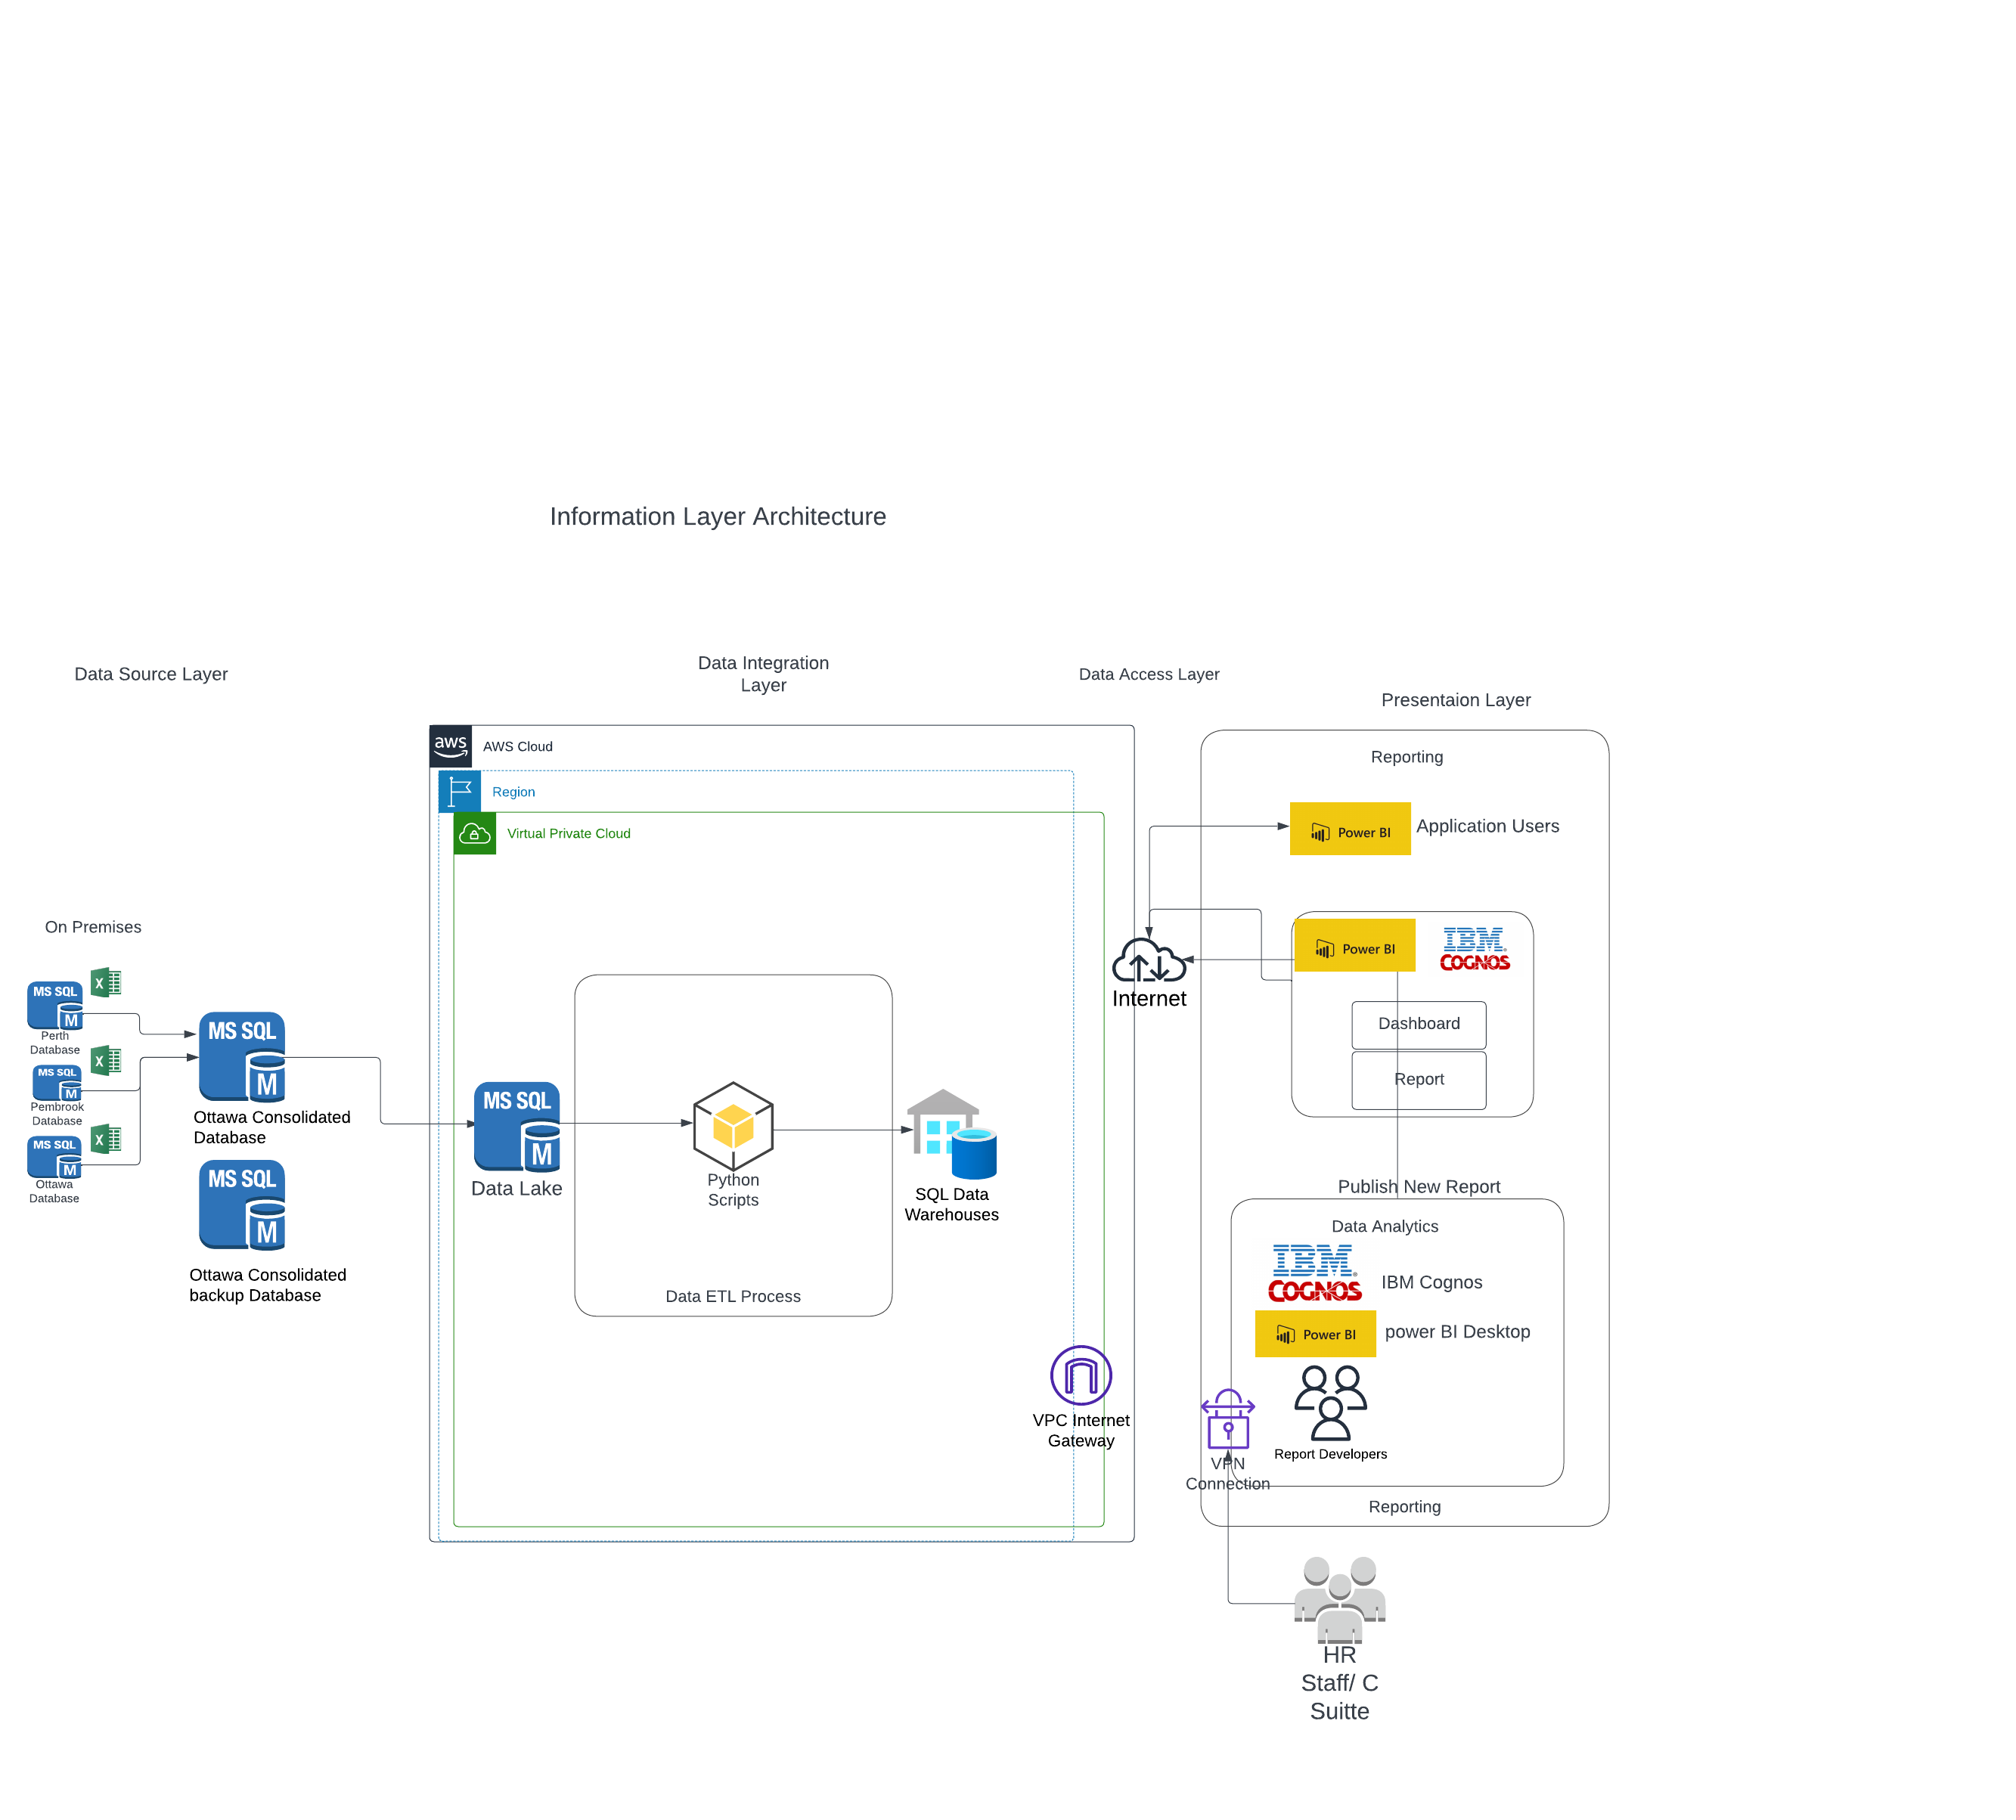 Information Layer Architecture
Data Source Layer
Data Integration
Layer
Data Access Layer
Presentaion Layer
On Premises
X
MS SQL
M
Perth
Database
X
MS SQL
M
Pembrook
Database
X
MS SQL
M
Ottawa
Database
MS SQL
M
Ottawa Consolidated
Database
MS SQL
M
Ottawa Consolidated
backup Database
aws
AWS Cloud
Region
Virtual Private Cloud
MS SQL
M
Data Lake
Python
Scripts
Data ETL Process
SQL Data
Warehouses
VPC Internet
Gateway
Internet
Reporting
Power BI
Application Users
Power BI
IBM
COGNOS
Dashboard
Report
Publish New Report
Data Analytics
IBM
COGNOS
IBM Cognos
Power BI
power BI Desktop
Report Developers
VPN
Connection
Reporting
HR
Staff/ C
Suitte